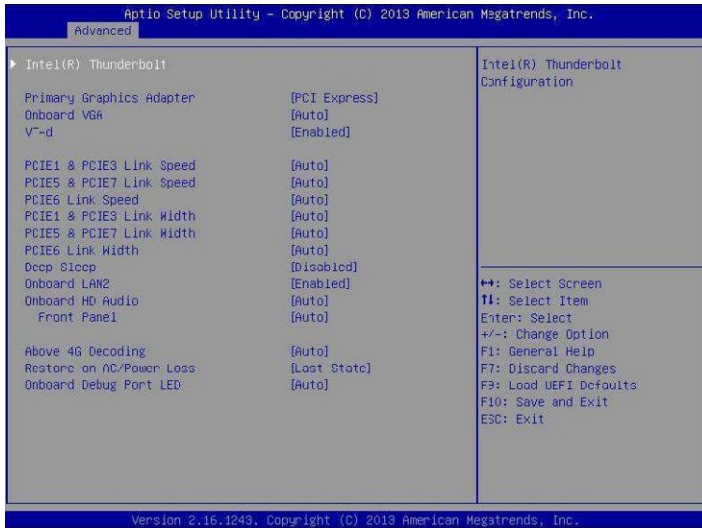 Aptio Setup Utility – Copyright (C) 2013 American Megatrends, Inc.
Advanced
Intel(R) Thunderbolt
Primary Graphics Adapter [PCI Express]
Onboard VGA [Auto]
VT-d [Enabled]
PCIE1 & PCIE3 Link Speed [Auto]
PCIE5 & PCIE7 Link Speed [Auto]
PCIE6 Link Speed [Auto]
PCIE1 & PCIE3 Link Width [Auto]
PCIE5 & PCIE7 Link Width [Auto]
PCIE6 Link Width [Auto]
Deep Sleep [Disabled]
Onboard LAN2 [Enabled]
Onboard HD Audio [Auto]
Front Panel [Auto]
Above 4G Decoding [Auto]
Restore on AC/Power Loss [Last State]
Onboard Debug Port LED [Auto]
Intel(R) Thunderbolt
Configuration
↔: Select Screen
↑↓: Select Item
Enter: Select
+/-: Change Option
F1: General Help
F7: Discard Changes
F9: Load UEFI Defaults
F10: Save and Exit
ESC: Exit
Version 2.16.1243. Copyright (C) 2013 American Megatrends, Inc.